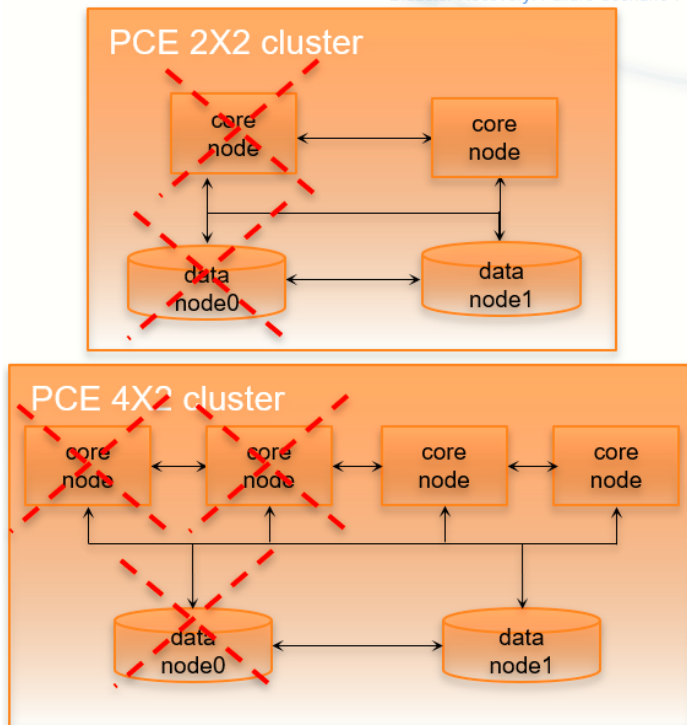 PCE 2X2 cluster
core
node
core
node
data
node0
data
node1
PCE 4X2 cluster
core
node
core
node
core
node
core
node
data
node0
data
node1